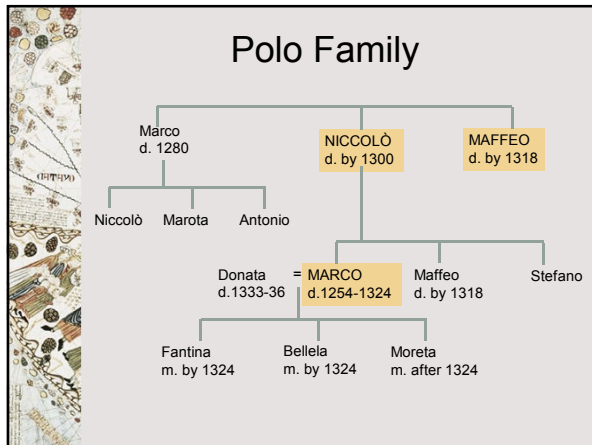 Polo Family
Marco
d. 1280
NICCOLÒ
d. by 1300
MAFFEO
d. by 1318
Niccolò
Marota
Antonio
Donata
d.1333-36
=
MARCO
d.1254-1324
Maffeo
d. by 1318
Stefano
Fantina
m. by 1324
Bellela
m. by 1324
Moreta
m. after 1324